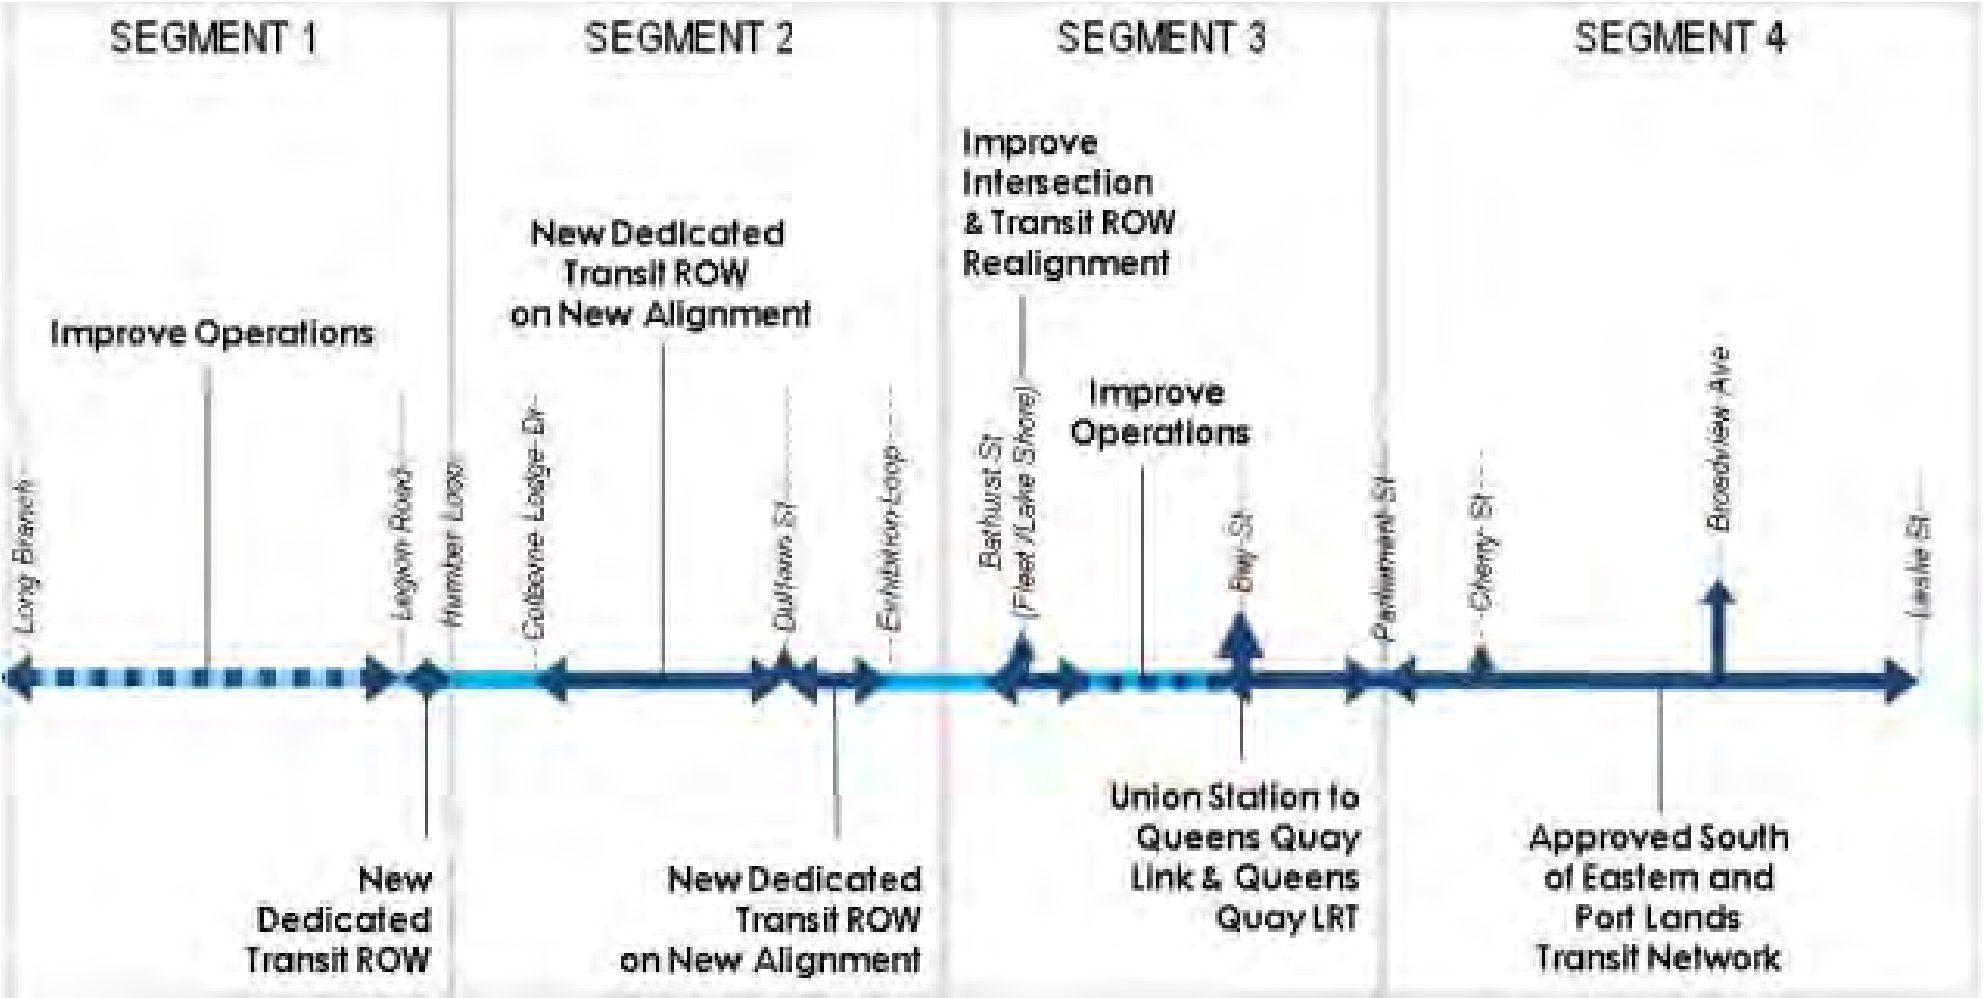 SEGMENT 1
SEGMENT 2
SEGMENT 3
SEGMENT 4
Improve Operations
New Dedicated
Transit ROW
on New Alignment
Improve
Intersection
& Transit ROW
Realignment
Improve
Operations
Long Branch
Legion Road
Humber Loop
Colborne Lodge Dr
Dufferin St
Exhibition Loop
Bathurst St
(Fleet /Lake Shore)
Bay St
Parliament St
Cherry St
Broadview Ave
Leslie St
New
Dedicated
Transit ROW
New Dedicated
Transit ROW
on New Alignment
Union Station to
Queens Quay
Link & Queens
Quay LRT
Approved South
of Eastern and
Port Lands
Transit Network